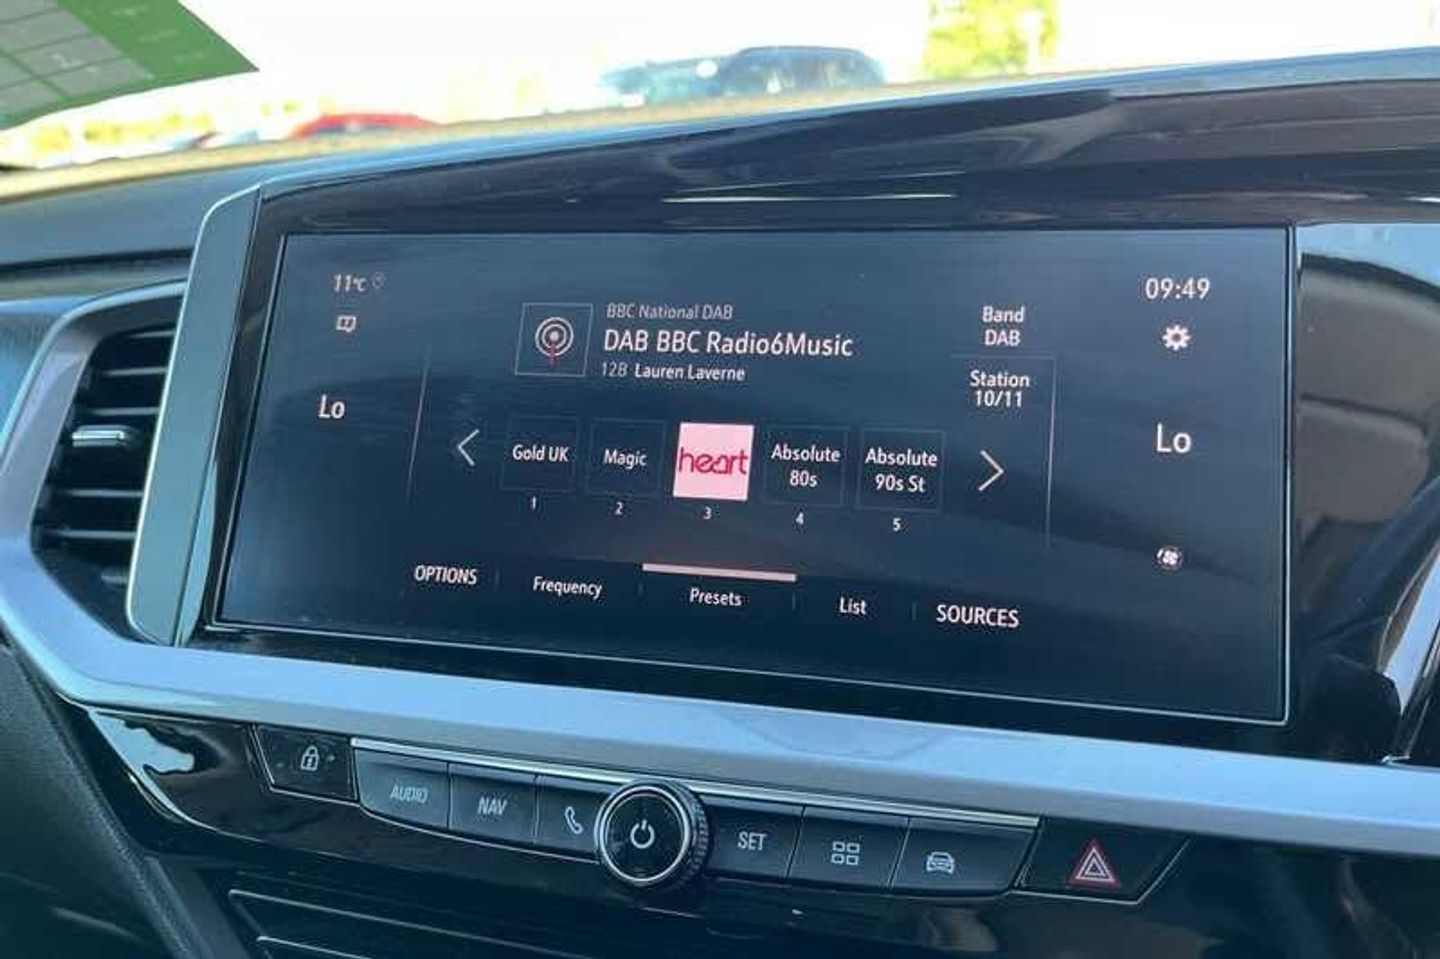 11°C
09:49
BBC National DAB
DAB BBC Radio6Music
12B Lauren Laverne
Band
DAB
Station
10/11
Lo
Lo
Gold UK
Magic
heart
Absolute
80s
Absolute
90s St
1
2
3
4
5
OPTIONS
Frequency
Presets
List
SOURCES
AUDIO
NAV
SET